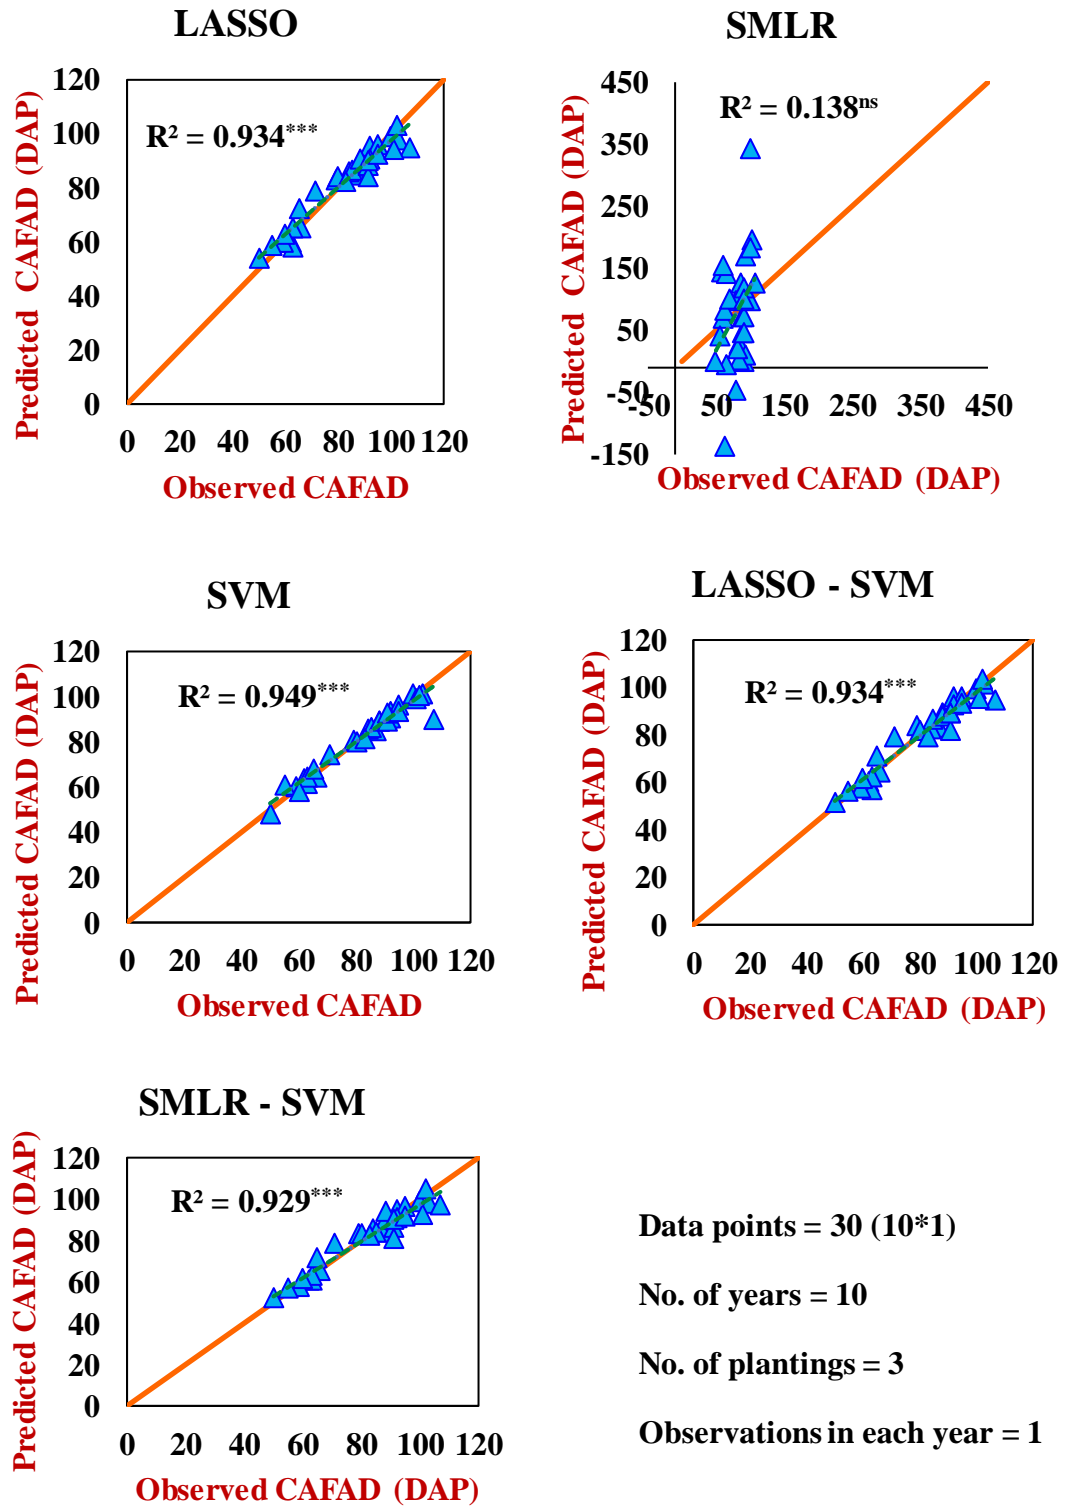 LASSO
Predicted CAFAD (DAP)
R² = 0.934***
120
100
80
60
40
20
0
0 20 40 60 80 100 120
Observed CAFAD
SMLR
Predicted CAFAD (DAP)
R² = 0.138ns
450
350
250
150
50
-50
-150
-50 50 150 250 350 450
Observed CAFAD (DAP)
SVM
Predicted CAFAD (DAP)
R² = 0.949***
120
100
80
60
40
20
0
0 20 40 60 80 100 120
Observed CAFAD
LASSO - SVM
Predicted CAFAD (DAP)
R² = 0.934***
120
100
80
60
40
20
0
0 20 40 60 80 100 120
Observed CAFAD (DAP)
SMLR - SVM
Predicted CAFAD (DAP)
R² = 0.929***
120
100
80
60
40
20
0
0 20 40 60 80 100 120
Observed CAFAD (DAP)
Data points = 30 (10*1)
No. of years = 10
No. of plantings = 3
Observations in each year = 1